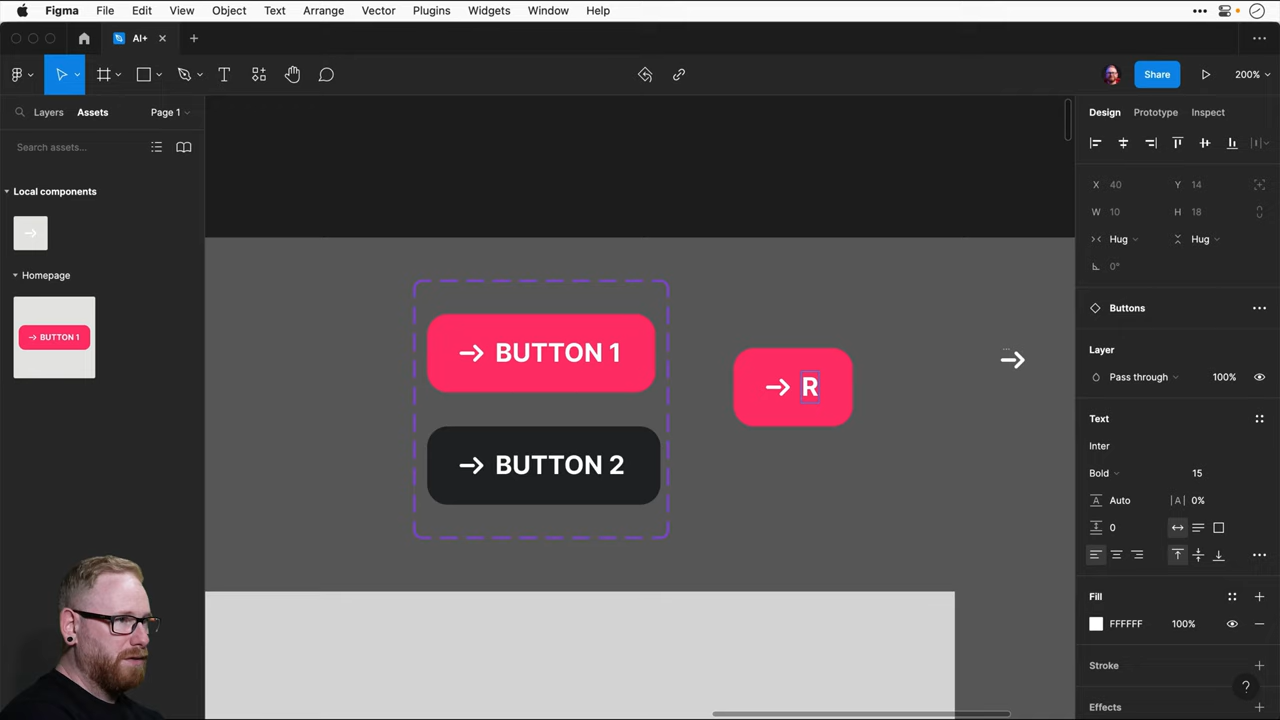 Figma File Edit View Object Text Arrange Vector Plugins Widgets Window Help
AI+
Share 200%
Layers Assets Page 1
Search assets...
Local components
Homepage
BUTTON 1
BUTTON 1
BUTTON 2
R
Design Prototype Inspect
X 40 Y 14
W 10 H 18
Hug Hug
0°
Buttons
Layer
Pass through 100%
Text
Inter
Bold 15
Auto 0%
0
Fill
FFFFFF 100%
Stroke
Effects
?